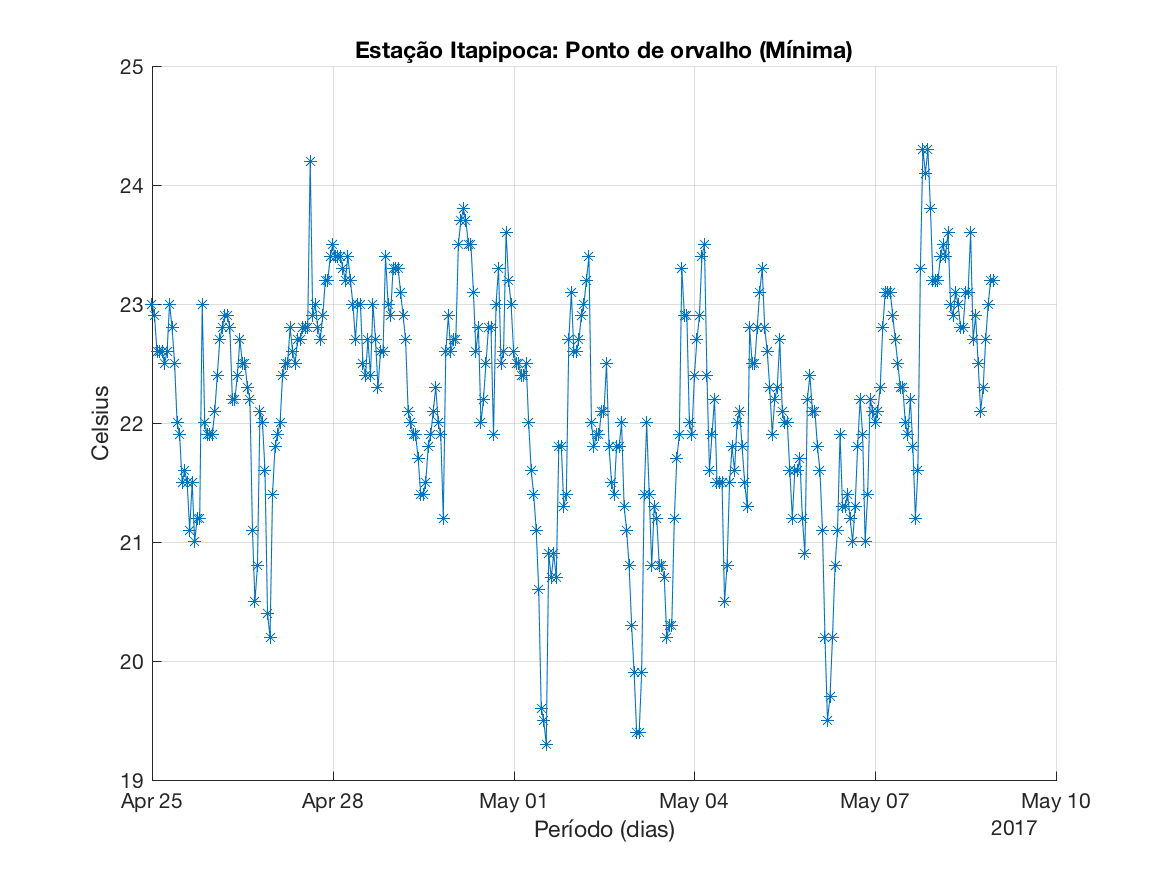 Estação Itapipoca: Ponto de orvalho (Mínima)
25
24
23
22
21
20
19
Celsius
Apr 25
Apr 28
May 01
May 04
May 07
May 10
Período (dias)
2017